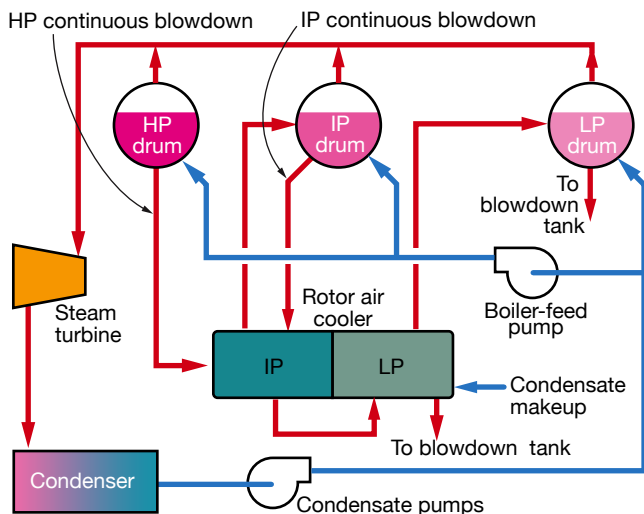 HP continuous blowdown
IP continuous blowdown
HP
drum
IP
drum
LP
drum
To
blowdown
tank
Steam
turbine
Rotor air
cooler
Boiler-feed
pump
IP
LP
Condensate
makeup
To blowdown tank
Condenser
Condensate pumps